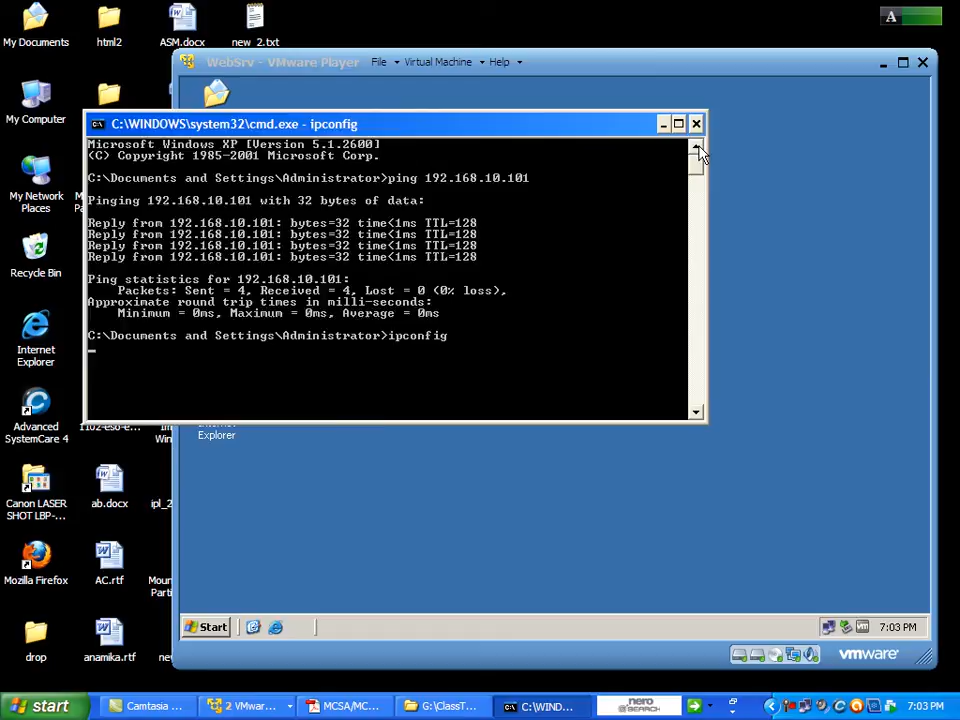 My Documents
html2
ASM.docx
new_2.txt
A
WebSrv - VMware Player
File
Virtual Machine
Help
My Computer
C:\WINDOWS\system32\cmd.exe - ipconfig
Microsoft Windows XP [Version 5.1.2600]
(C) Copyright 1985-2001 Microsoft Corp.
C:\Documents and Settings\Administrator>ping 192.168.10.101
Pinging 192.168.10.101 with 32 bytes of data:
Reply from 192.168.10.101: bytes=32 time<1ms TTL=128
Reply from 192.168.10.101: bytes=32 time<1ms TTL=128
Reply from 192.168.10.101: bytes=32 time<1ms TTL=128
Reply from 192.168.10.101: bytes=32 time<1ms TTL=128
Ping statistics for 192.168.10.101:
Packets: Sent = 4, Received = 4, Lost = 0 (0% loss),
Approximate round trip times in milli-seconds:
Minimum = 0ms, Maximum = 0ms, Average = 0ms
C:\Documents and Settings\Administrator>ipconfig
My Network
Places
Recycle Bin
Internet
Explorer
Explorer
Advanced
SystemCare 4
Win
Canon LASER
SHOT LBP-...
ab.docx
ipl_2
Mozilla Firefox
AC.rtf
Moun
Parti
drop
anamika.rtf
nev
Start
7:03 PM
vmware
start
Camtasia ...
2 VMwar...
MCSA/MC...
G:\ClassT...
C:\WIND...
nero
SEARCH
7:03 PM